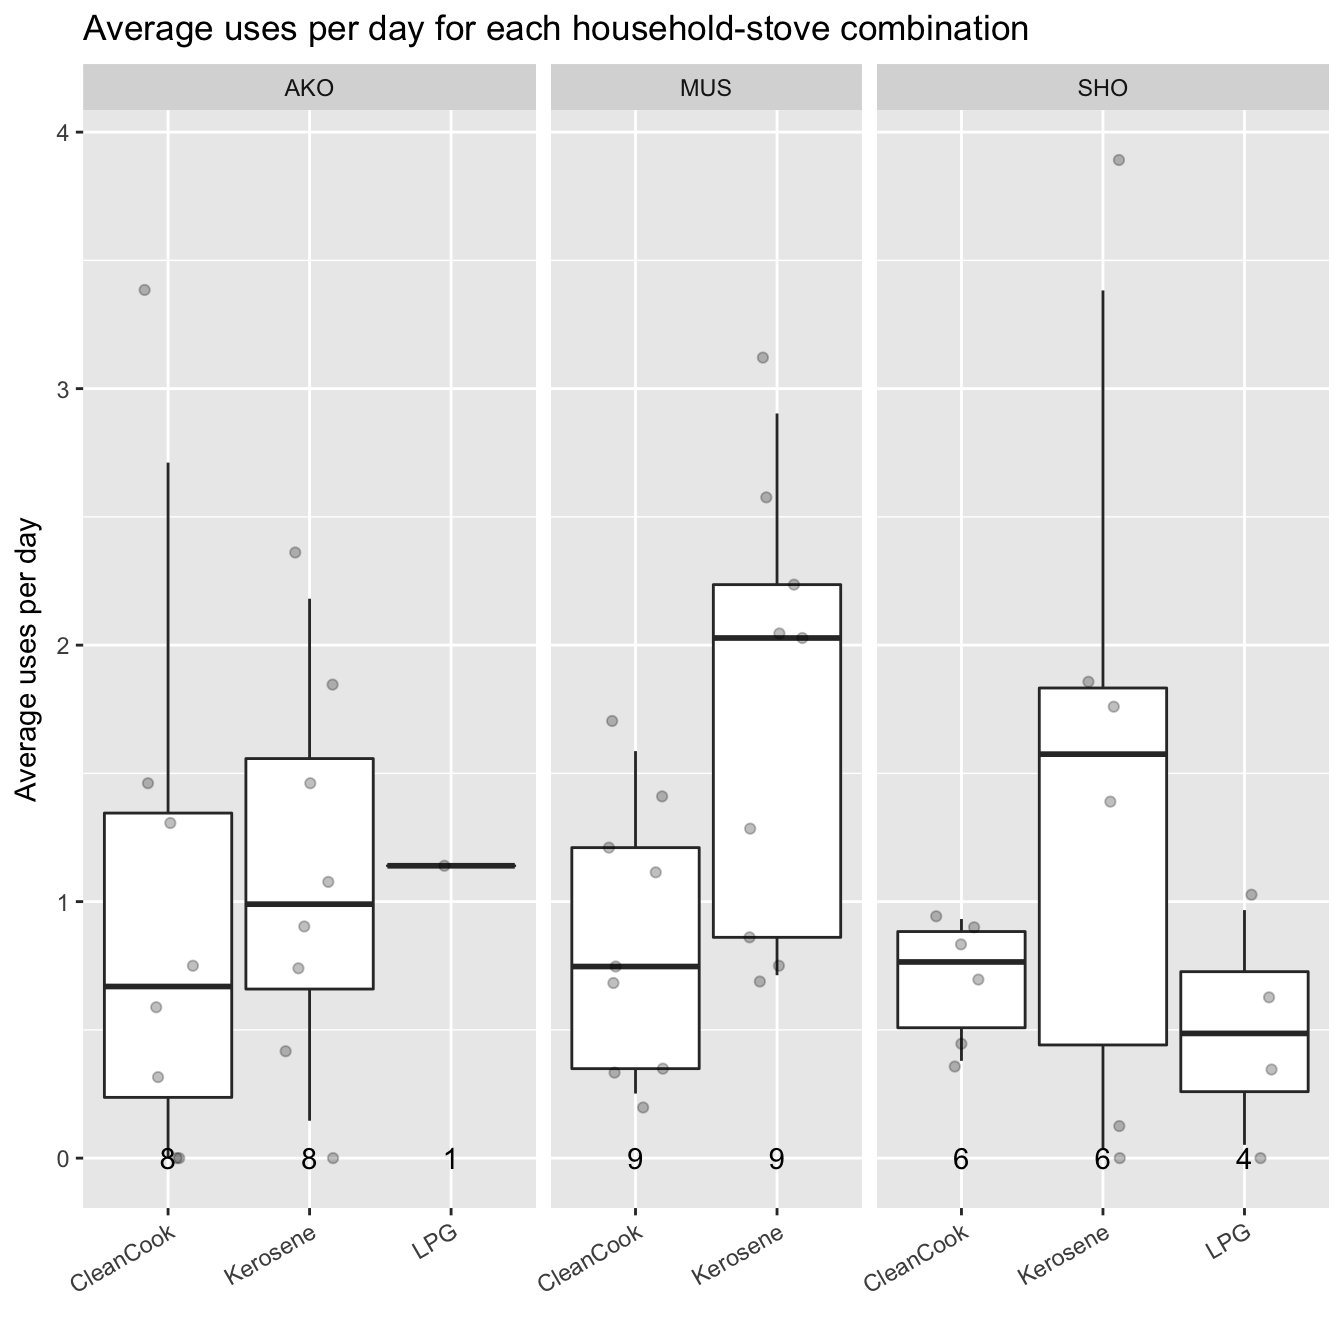 Average uses per day for each household-stove combination
AKO
MUS
SHO
Average uses per day
4
3
2
1
0
8
8
1
9
9
6
6
4
CleanCook
Kerosene
LPG
CleanCook
Kerosene
CleanCook
Kerosene
LPG